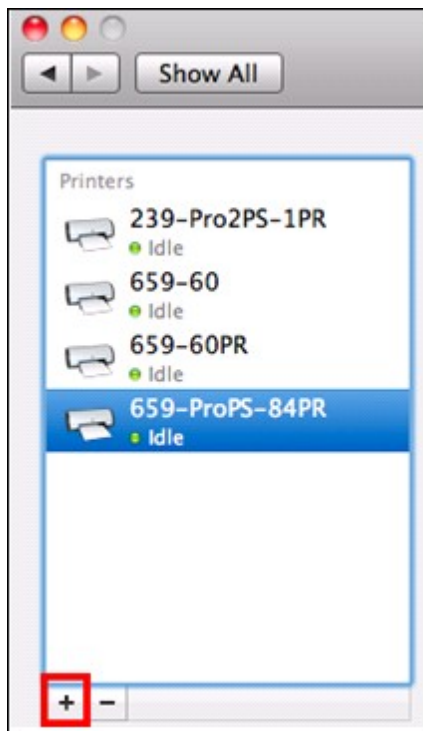 Show All
Printers
239-Pro2PS-1PR
Idle
659-60
Idle
659-60PR
Idle
659-ProPS-84PR
Idle
+ −